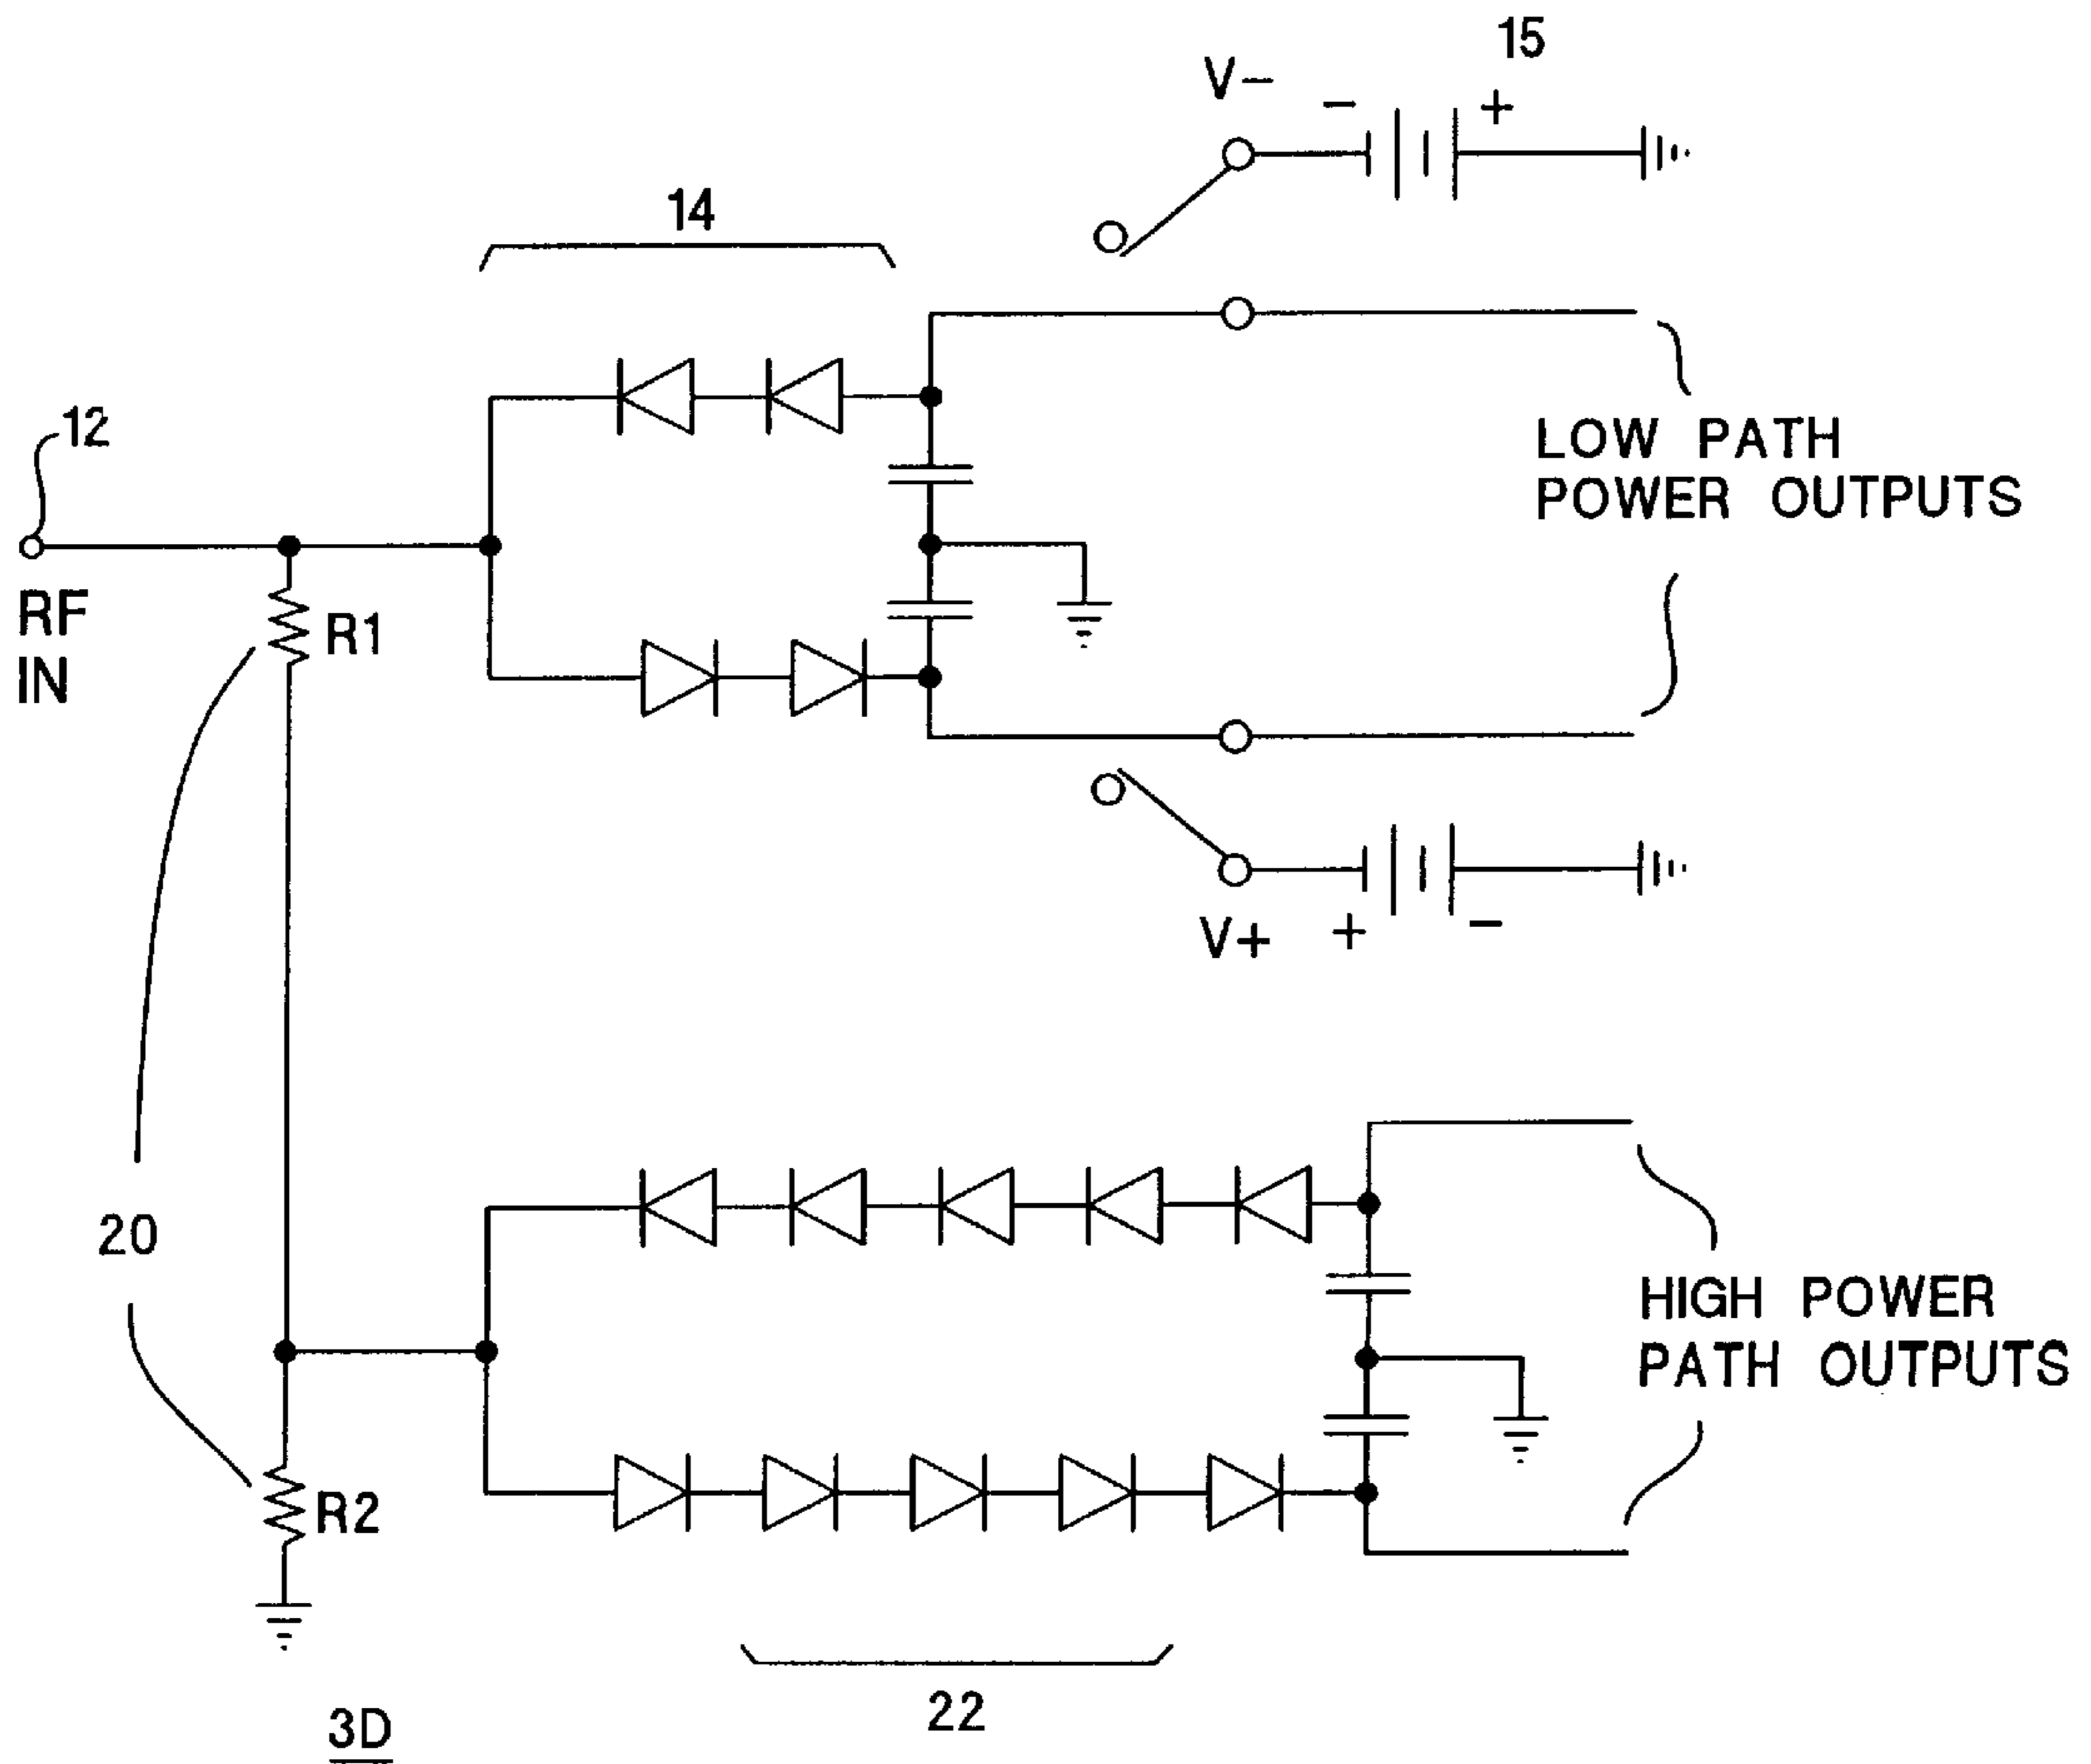 15
V−
− +
14
12
LOW PATH
POWER OUTPUTS
RF
IN
R1
V+ + −
20
HIGH POWER
PATH OUTPUTS
R2
22
3D